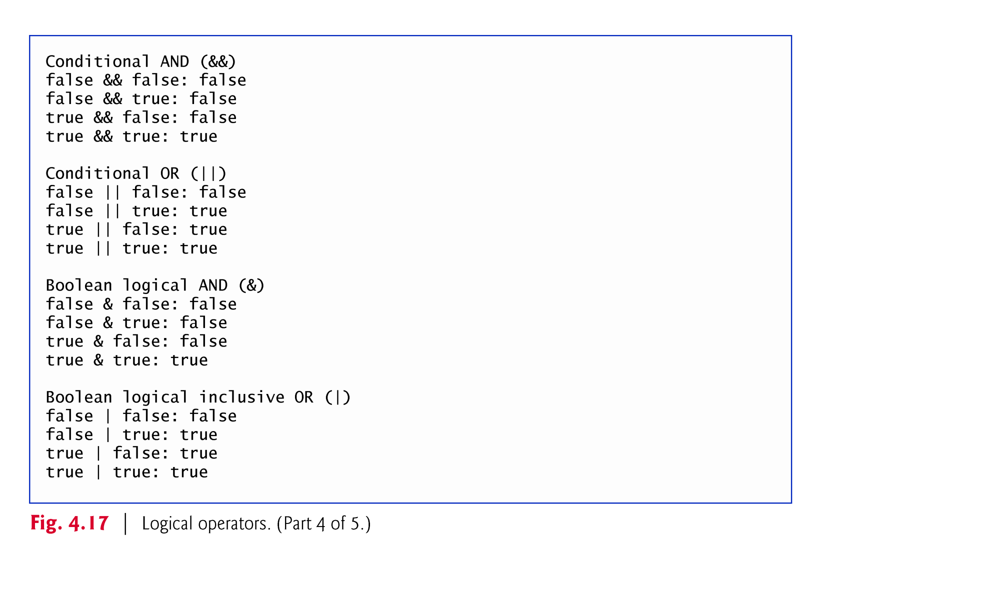 Conditional AND (&&)
false && false: false
false && true: false
true && false: false
true && true: true
Conditional OR (||)
false || false: false
false || true: true
true || false: true
true || true: true
Boolean logical AND (&)
false & false: false
false & true: false
true & false: false
true & true: true
Boolean logical inclusive OR (|)
false | false: false
false | true: true
true | false: true
true | true: true
Fig. 4.17 | Logical operators. (Part 4 of 5.)